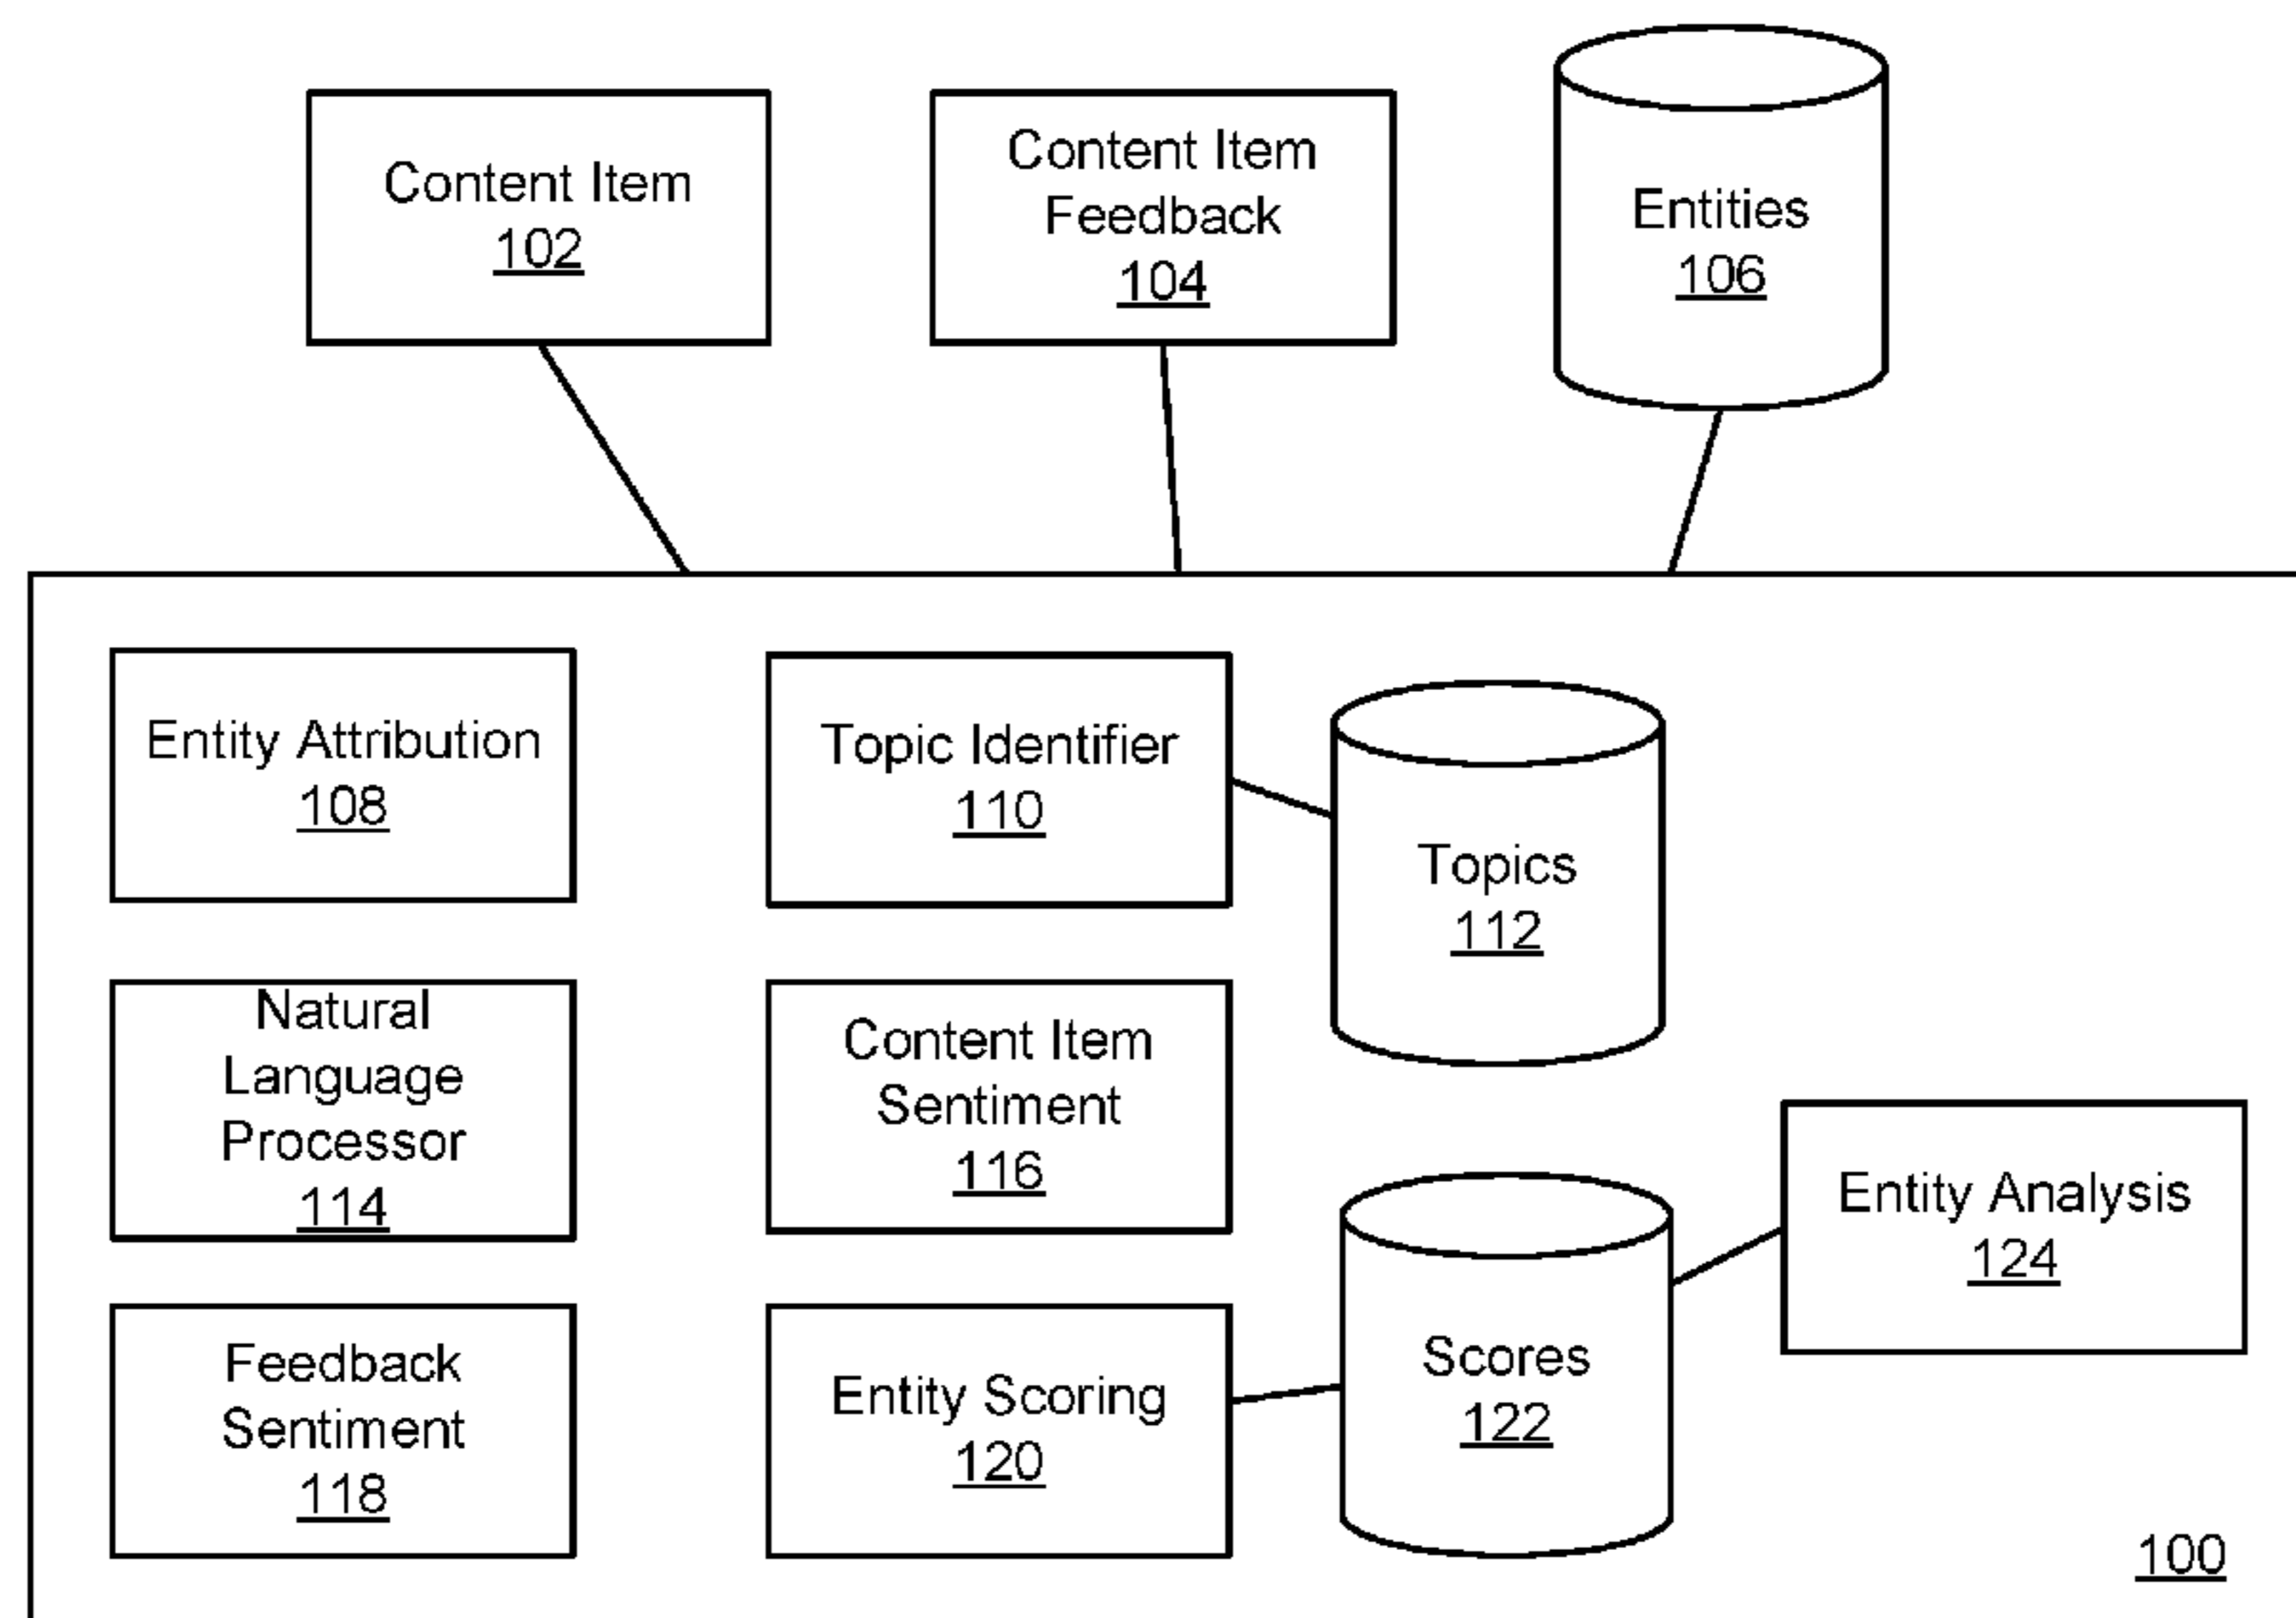 Content Item
102
Content Item
Feedback
104
Entities
106
Entity Attribution
108
Topic Identifier
110
Topics
112
Natural
Language
Processor
114
Content Item
Sentiment
116
Entity Analysis
124
Feedback
Sentiment
118
Entity Scoring
120
Scores
122
100